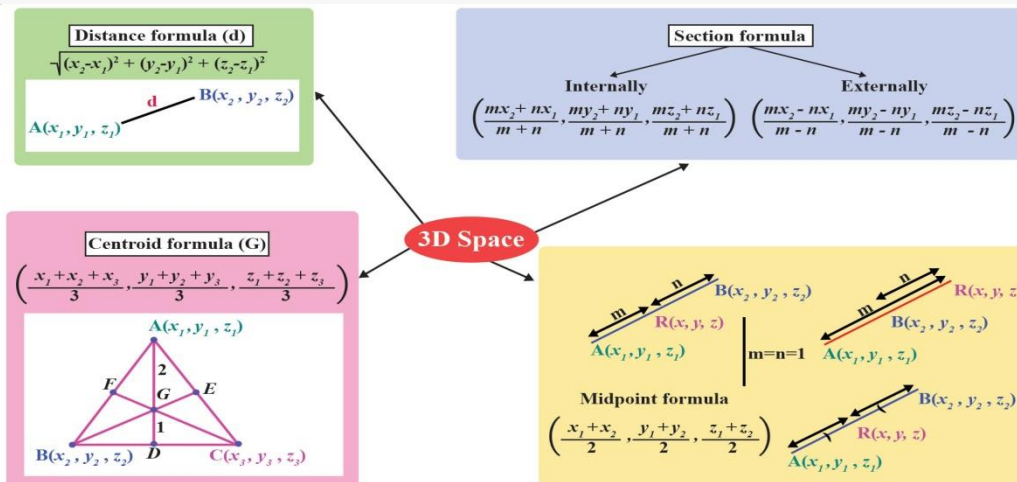 Distance formula (d)
√(x₂-x₁)² + (y₂-y₁)² + (z₂-z₁)²
d
B(x₂, y₂, z₂)
A(x₁, y₁, z₁)
Section formula
Internally
(mx₂ + nx₁/m + n, my₂ + ny₁/m + n, mz₂ + nz₁/m + n)
Externally
(mx₂ - nx₁/m - n, my₂ - ny₁/m - n, mz₂ - nz₁/m - n)
3D Space
Centroid formula (G)
(x₁ + x₂ + x₃/3, y₁ + y₂ + y₃/3, z₁ + z₂ + z₃/3)
A(x₁, y₁, z₁)
2
F
E
G
1
B(x₂, y₂, z₂)
D
C(x₃, y₃, z₃)
n
B(x₂, y₂, z₂)
m
R(x, y, z)
A(x₁, y₁, z₁)
m=n=1
n
R(x, y, z
m
B(x₂, y₂, z₂)
A(x₁, y₁, z₁)
Midpoint formula
(x₁ + x₂/2, y₁ + y₂/2, z₁ + z₂/2)
B(x₂, y₂, z₂)
R(x, y, z)
A(x₁, y₁, z₁)